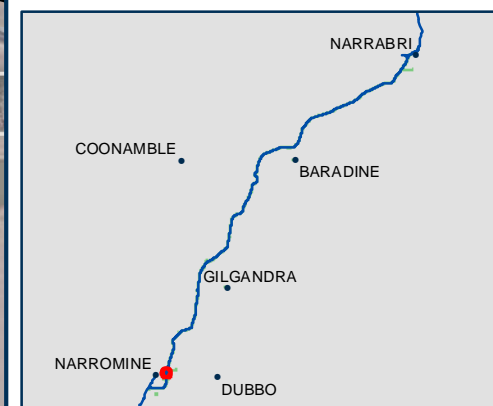 NARRABRI
COONAMBLE
BARADINE
GILGANDRA
NARROMINE
DUBBO